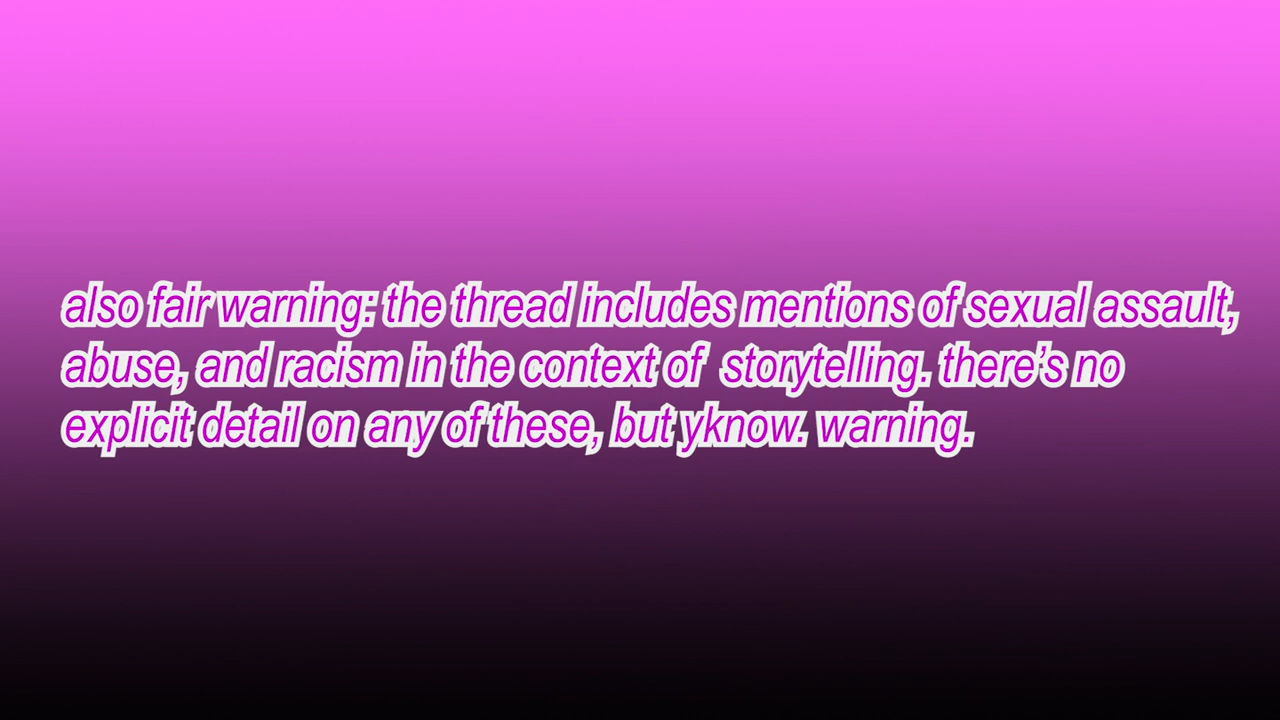 also fair warning: the thread includes mentions of sexual assault,
abuse, and racism in the context of  storytelling. there’s no
explicit detail on any of these, but yknow. warning.